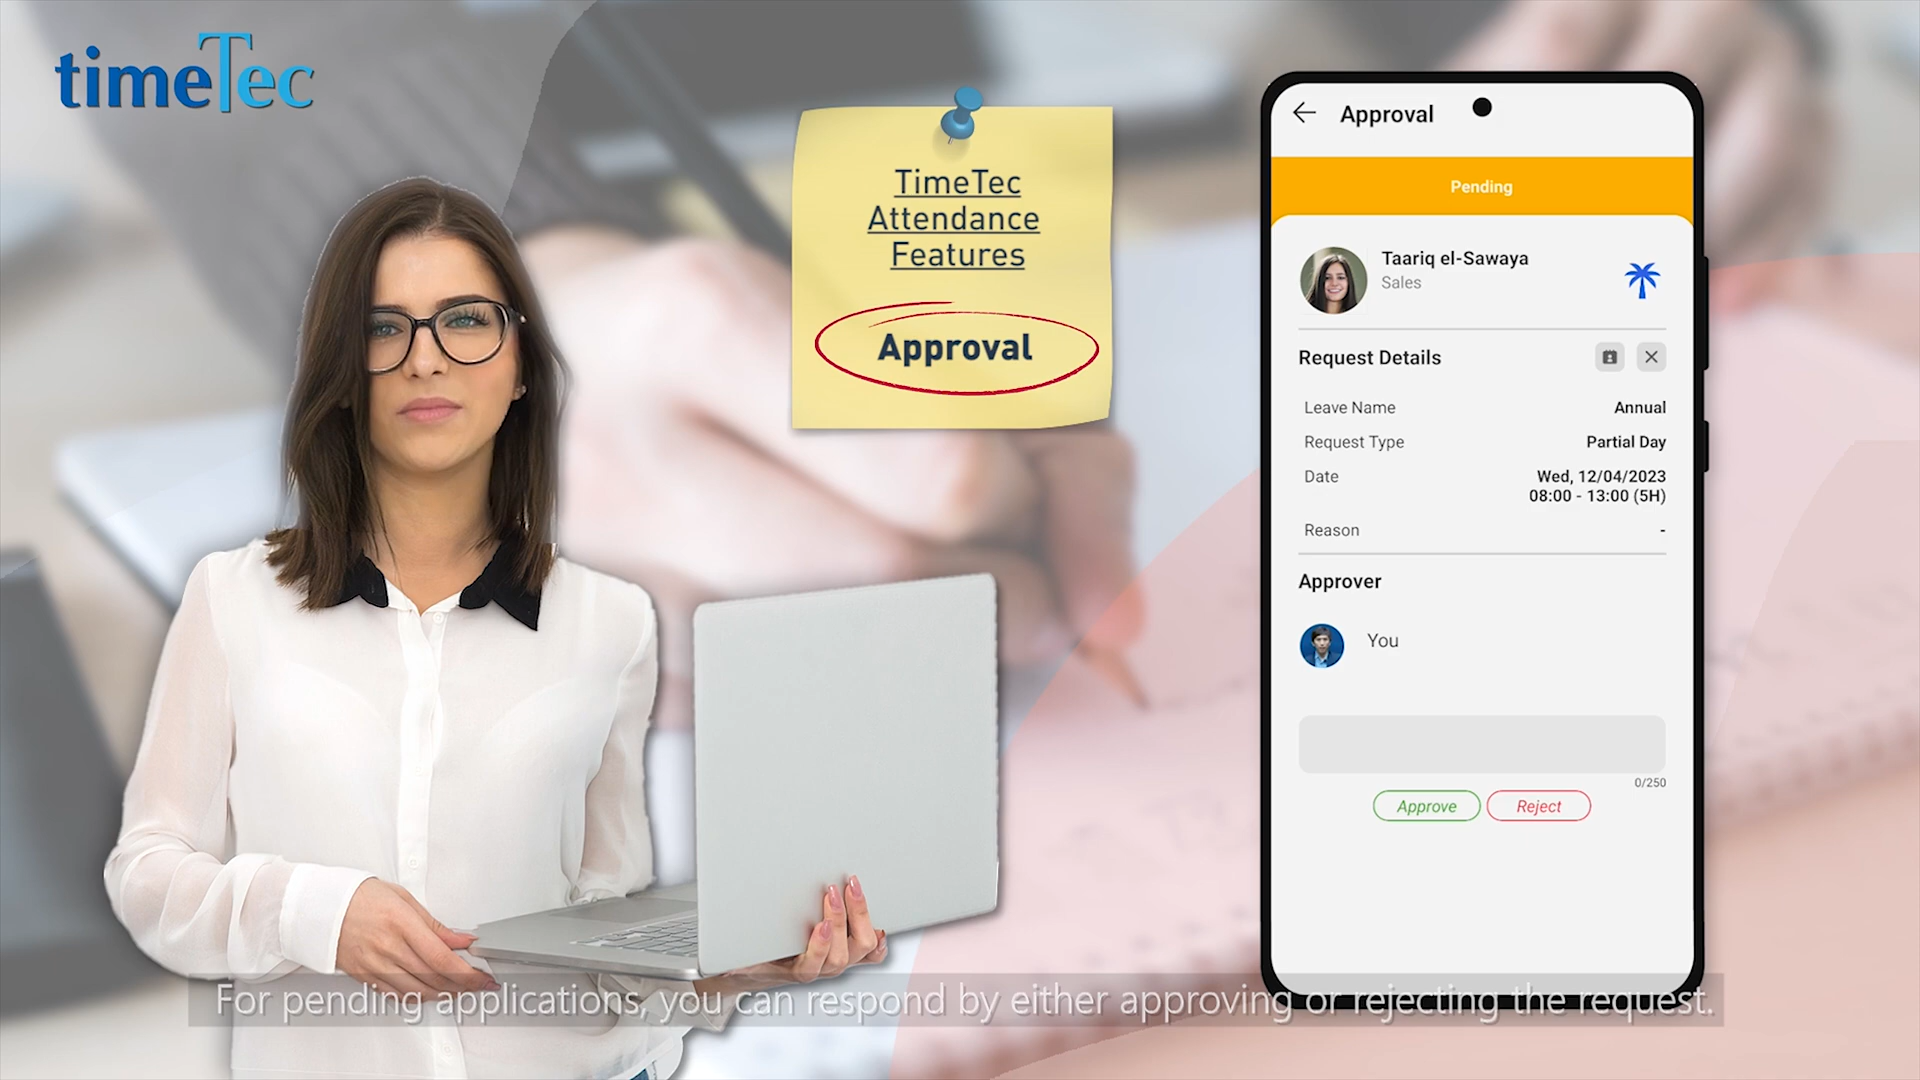 timeTec
TimeTec
Attendance
Features
Approval
Approval
Pending
Taariq el-Sawaya
Sales
Request Details
Leave Name Annual
Request Type Partial Day
Date Wed, 12/04/2023
08:00 - 13:00 (5H)
Reason -
Approver
You
0/250
Approve Reject
For pending applications, you can respond by either approving or rejecting the request.